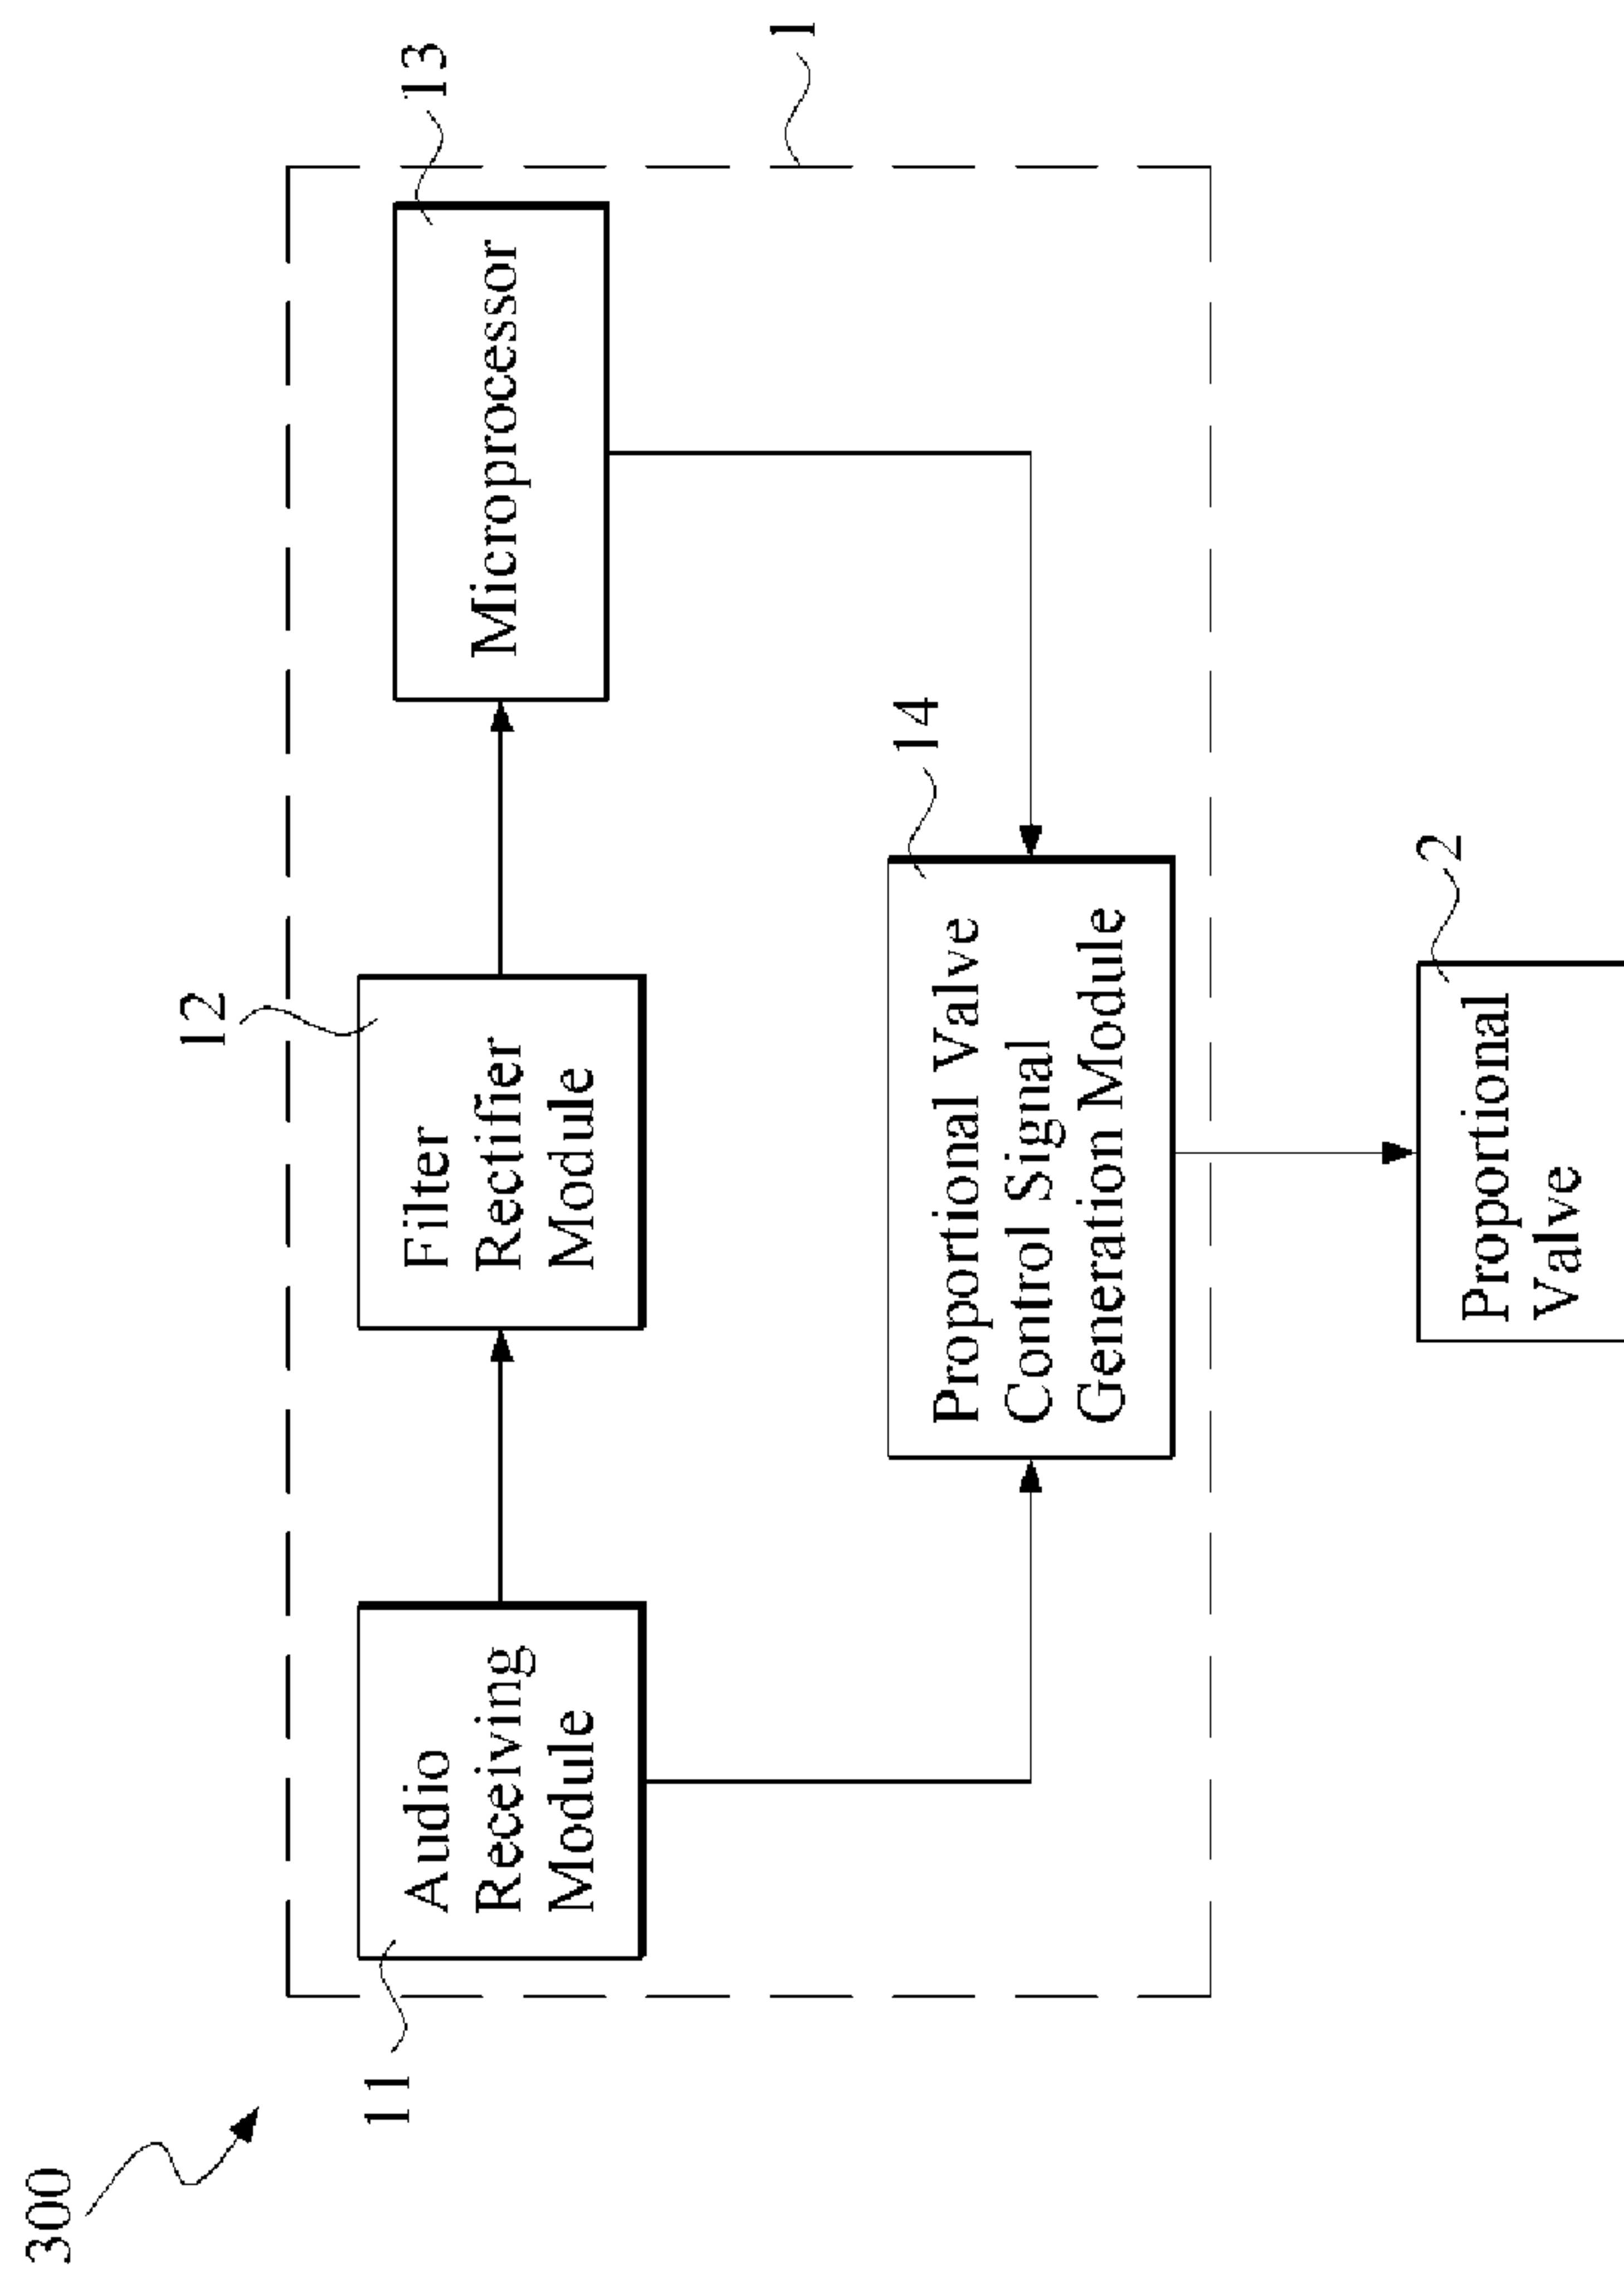 300
11
Audio
Receiving
Module
12
Filter
Rectifier
Module
13
Microprocessor
1
14
Proportional Valve
Control Signal
Generation Module
2
Proportional
Valve